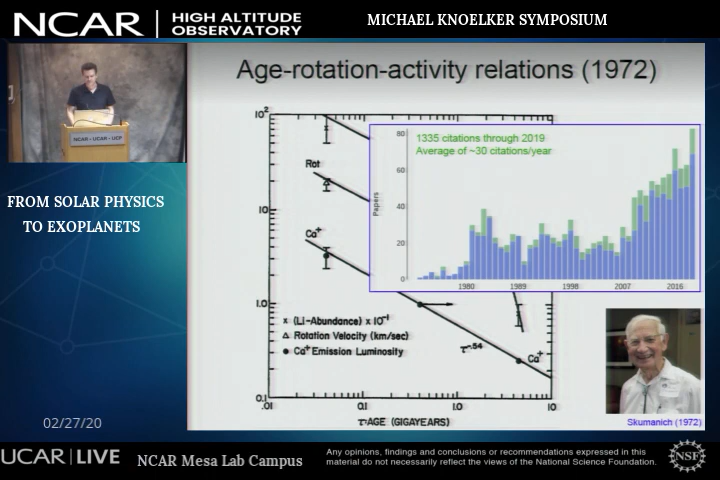 NCAR | HIGH ALTITUDE
OBSERVATORY
MICHAEL KNOELKER SYMPOSIUM
NCAR • UCAR • UCP
FROM SOLAR PHYSICS
TO EXOPLANETS
02/27/20
Age-rotation-activity relations (1972)
10²
10
1.0
0.1
.01
0.1
1.0
10
τ-AGE (GIGAYEARS)
Rot
Ca⁺
x (Li-Abundance) x 10⁻¹
△ Rotation Velocity (km/sec)
● Ca⁺ Emission Luminosity
τ⁻·⁵⁴
Ca⁺
1335 citations through 2019
Average of ~30 citations/year
Papers
80
60
40
20
0
1980
1989
1998
2007
2016
Skumanich (1972)
UCAR | LIVE
NCAR Mesa Lab Campus
Any opinions, findings and conclusions or recommendations expressed in this
material do not necessarily reflect the views of the National Science Foundation.
NSF